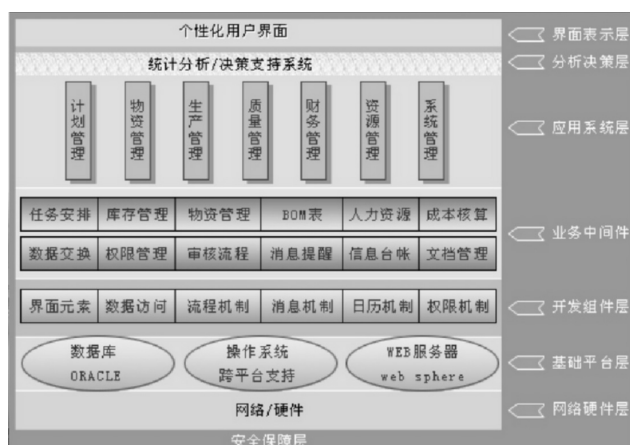 个性化用户界面
界面表示层
统计分析/决策支持系统
分析决策层
计划管理
物资管理
生产管理
质量管理
财务管理
资源管理
系统管理
应用系统层
任务安排 库存管理 物资管理 BOM表 人力资源 成本核算
数据交换 权限管理 审核流程 消息提醒 信息台帐 文档管理
业务中间件
界面元素 数据访问 流程机制 消息机制 日历机制 权限机制
开发组件层
数据库
ORACLE
操作系统
跨平台支持
WEB服务器
web sphere
基础平台层
网络/硬件
网络硬件层
安全保障层